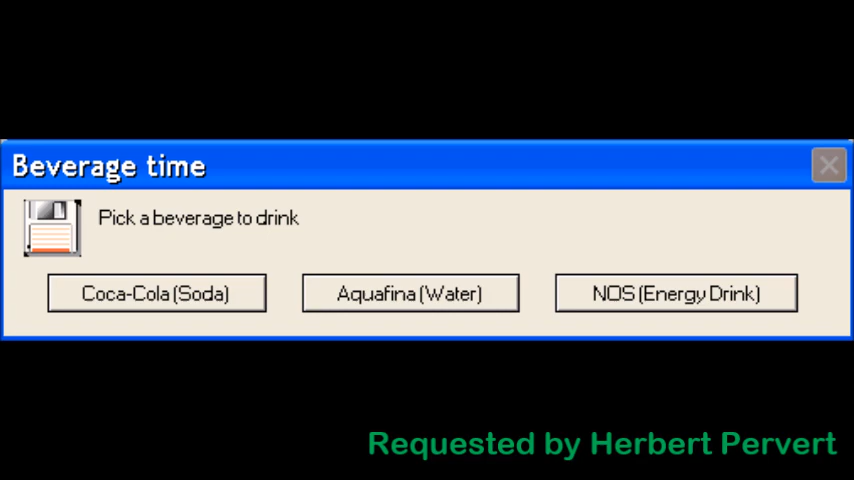 Beverage time
Pick a beverage to drink
Coca-Cola (Soda) Aquafina (Water) NOS (Energy Drink)
Requested by Herbert Pervert